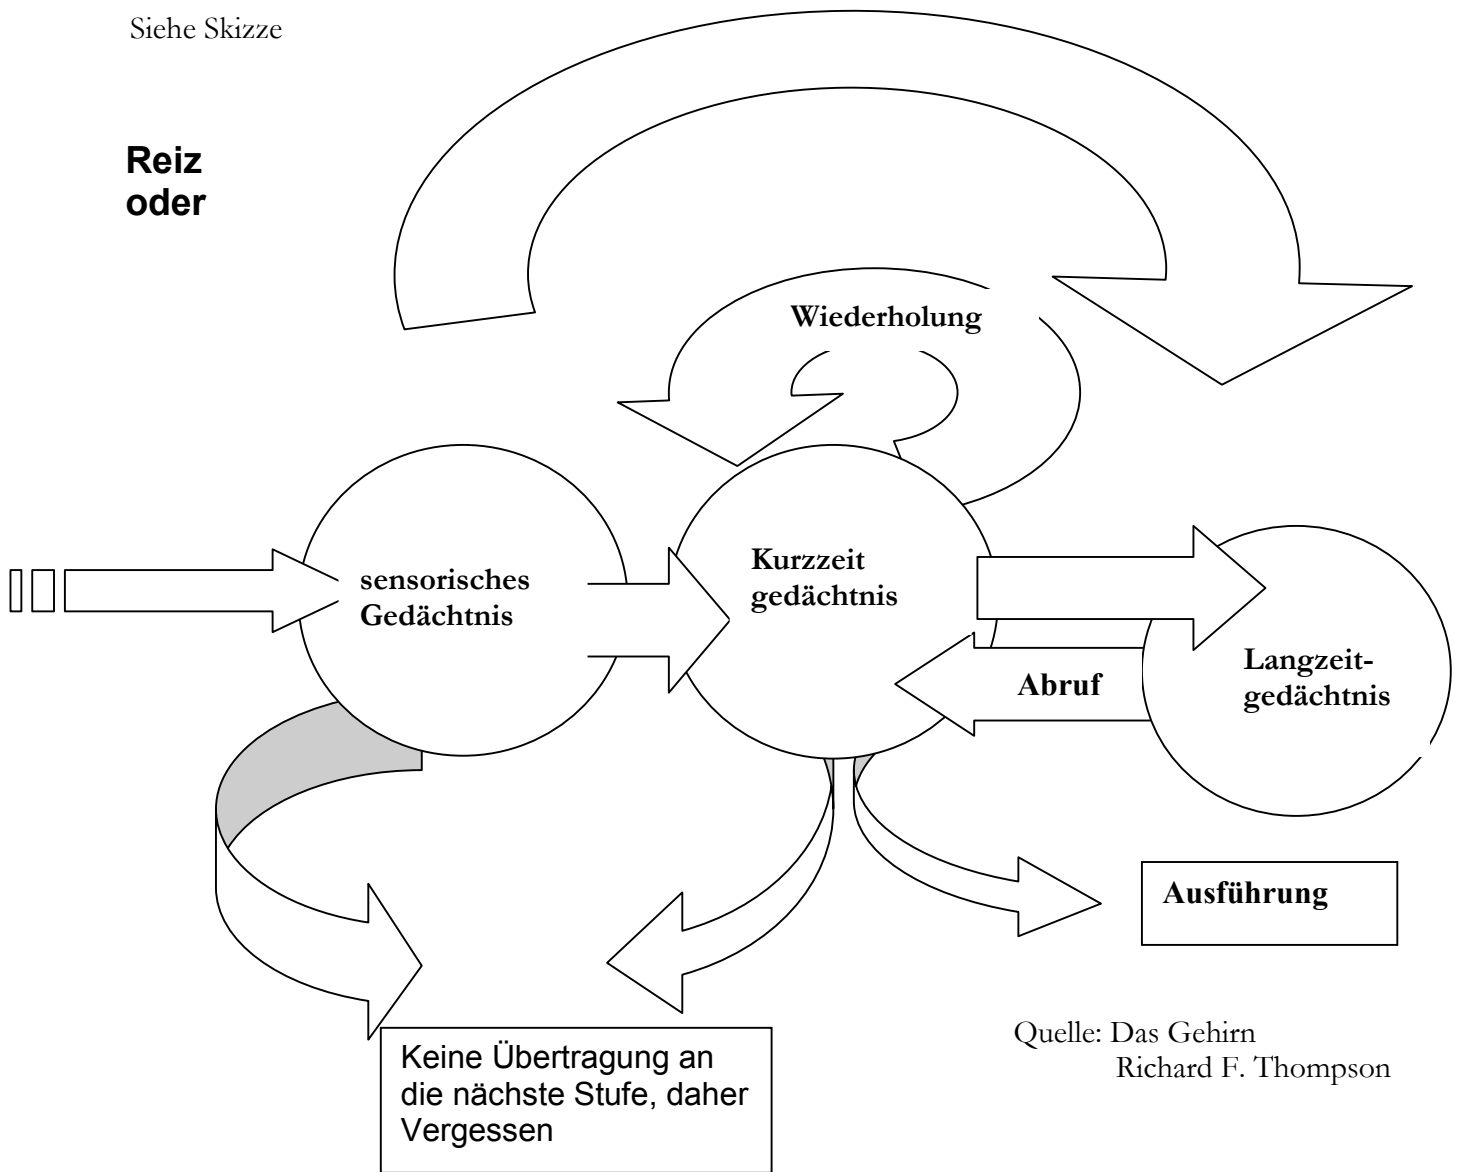 Siehe Skizze
Reiz
oder
Wiederholung
sensorisches
Gedächtnis
Kurzzeit
gedächtnis
Langzeit-
gedächtnis
Abruf
Ausführung
Keine Übertragung an
die nächste Stufe, daher
Vergessen
Quelle: Das Gehirn
Richard F. Thompson